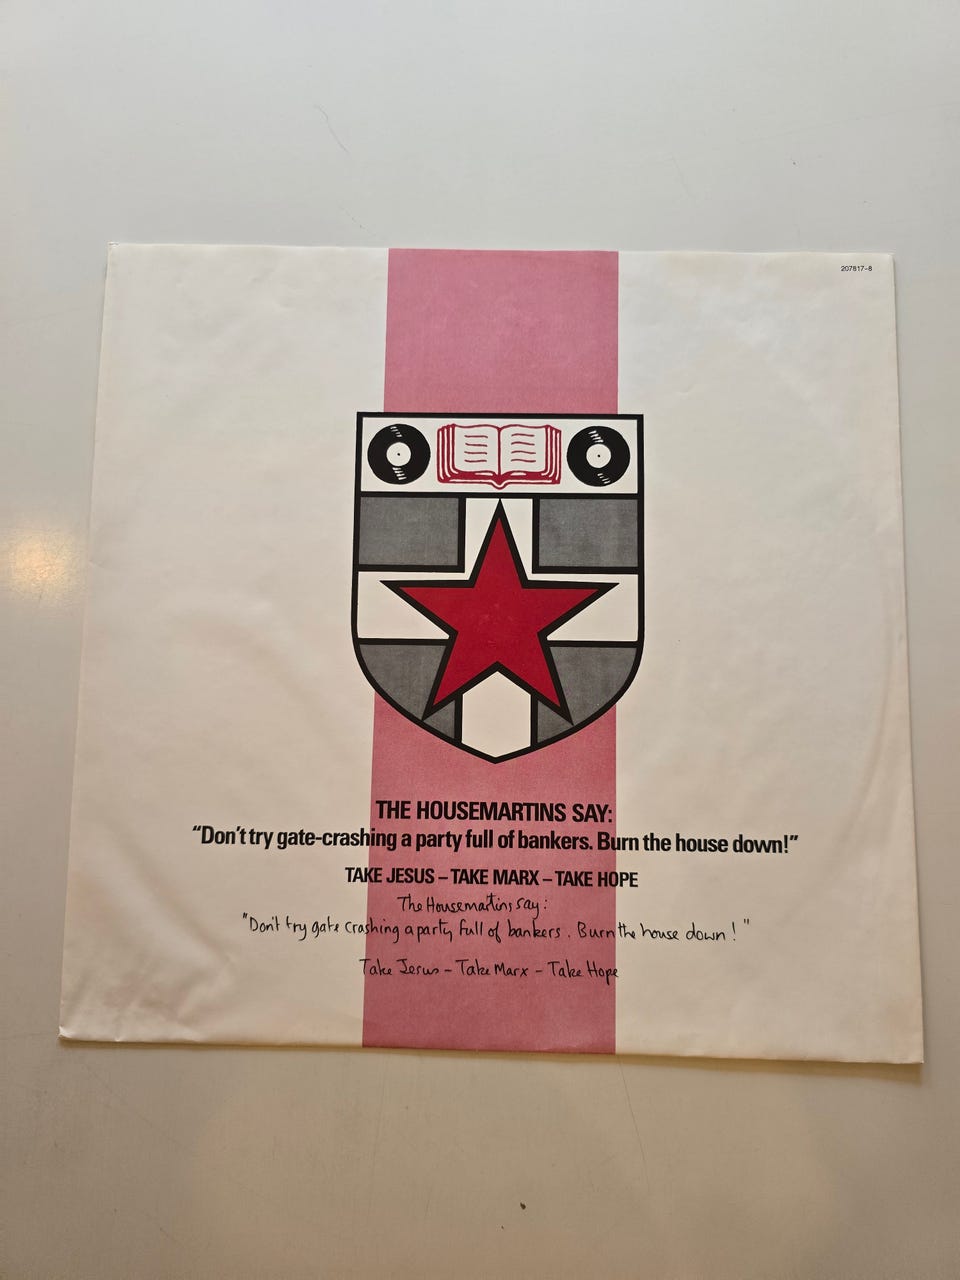 207817-8
THE HOUSEMARTINS SAY:
“Don't try gate-crashing a party full of bankers. Burn the house down!”
TAKE JESUS – TAKE MARX – TAKE HOPE
The Housemartins say:
"Don't try gate crashing a party full of bankers. Burn the house down!"
Take Jesus – Take Marx – Take Hope